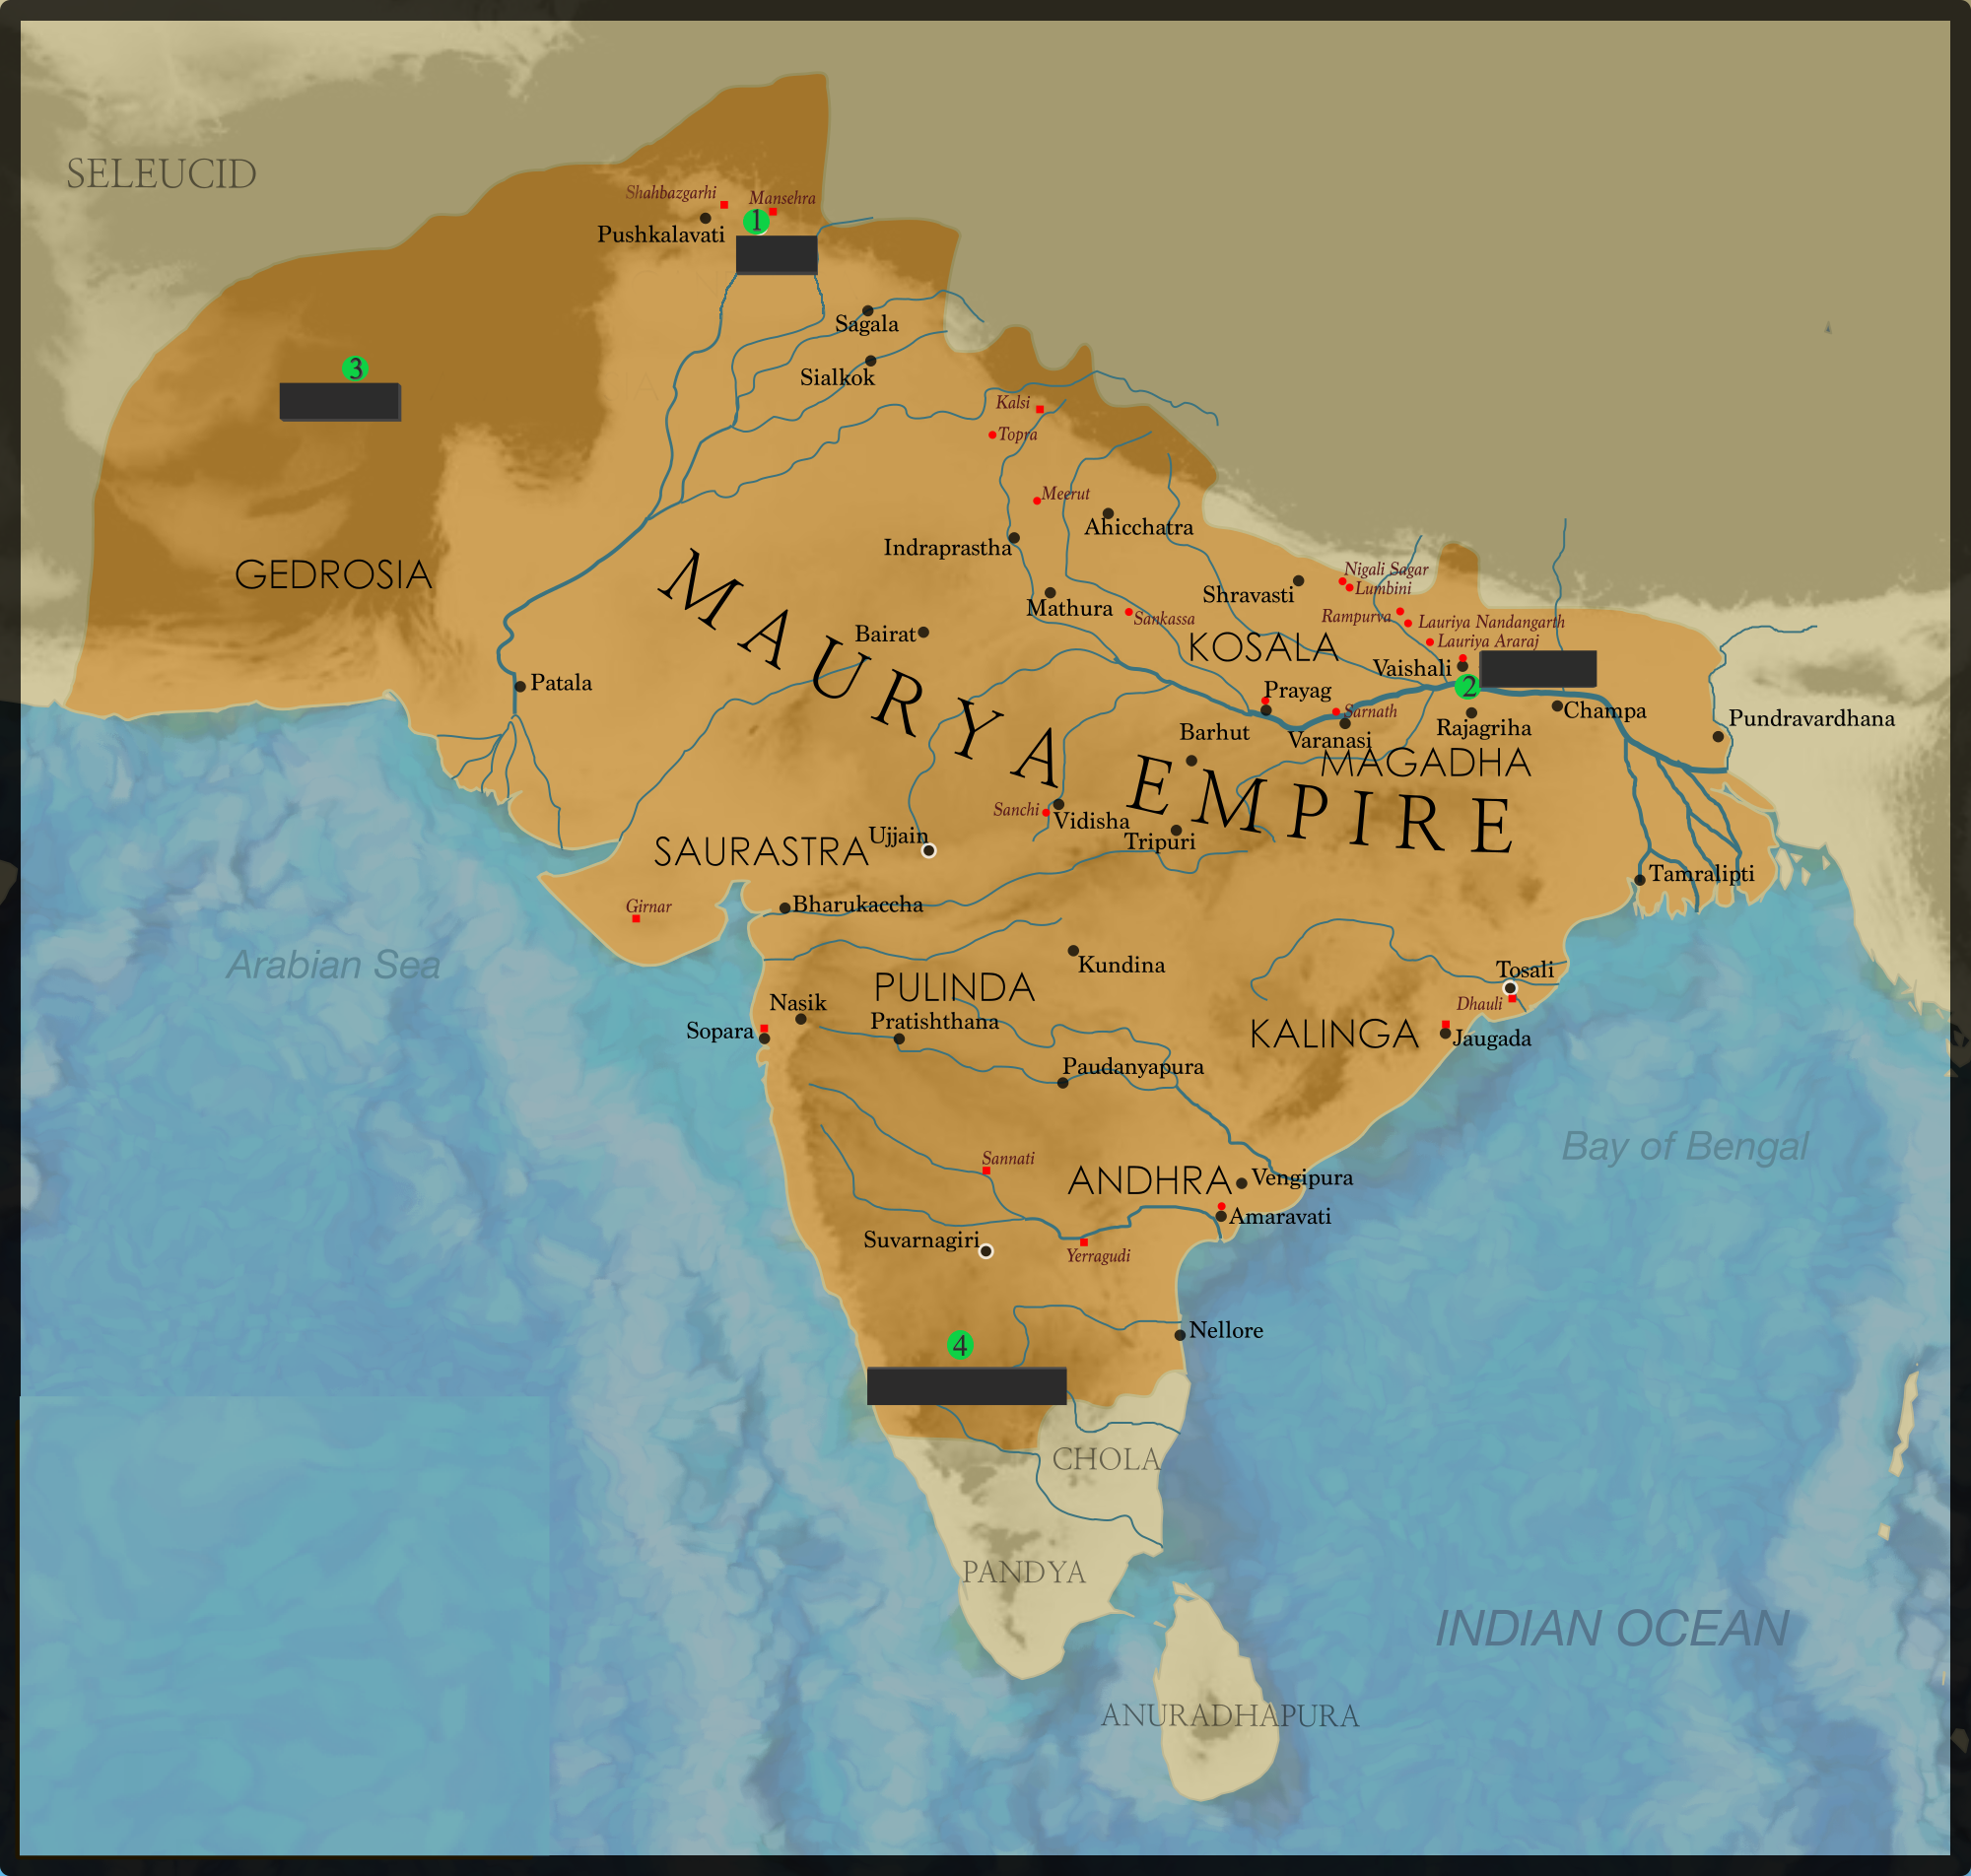 SELEUCID
Shahbazgarhi
Mansehra
1
Pushkalavati
Sagala
3
Sialkok
Kalsi
Topra
Meerut
Ahicchatra
Indraprastha
GEDROSIA
Nigali Sagar
Lumbini
Shravasti
Mathura
Sankassa
Rampurva
Lauriya Nandangarth
Lauriya Araraj
Bairat
KOSALA
Vaishali
2
Patala
Prayag
Sarnath
Champa
Pundravardhana
Rajagriha
Barhut
Varanasi
MAGADHA
MAURYA EMPIRE
Sanchi
Vidisha
Tripuri
Ujjain
SAURASTRA
Tamralipti
Girnar
Bharukaccha
Arabian Sea
Kundina
Tosali
PULINDA
Nasik
Dhauli
Pratishthana
Sopara
KALINGA
Jaugada
Paudanyapura
Bay of Bengal
Sannati
ANDHRA
Vengipura
Amaravati
Suvarnagiri
Yerragudi
Nellore
4
CHOLA
PANDYA
INDIAN OCEAN
ANURADHAPURA